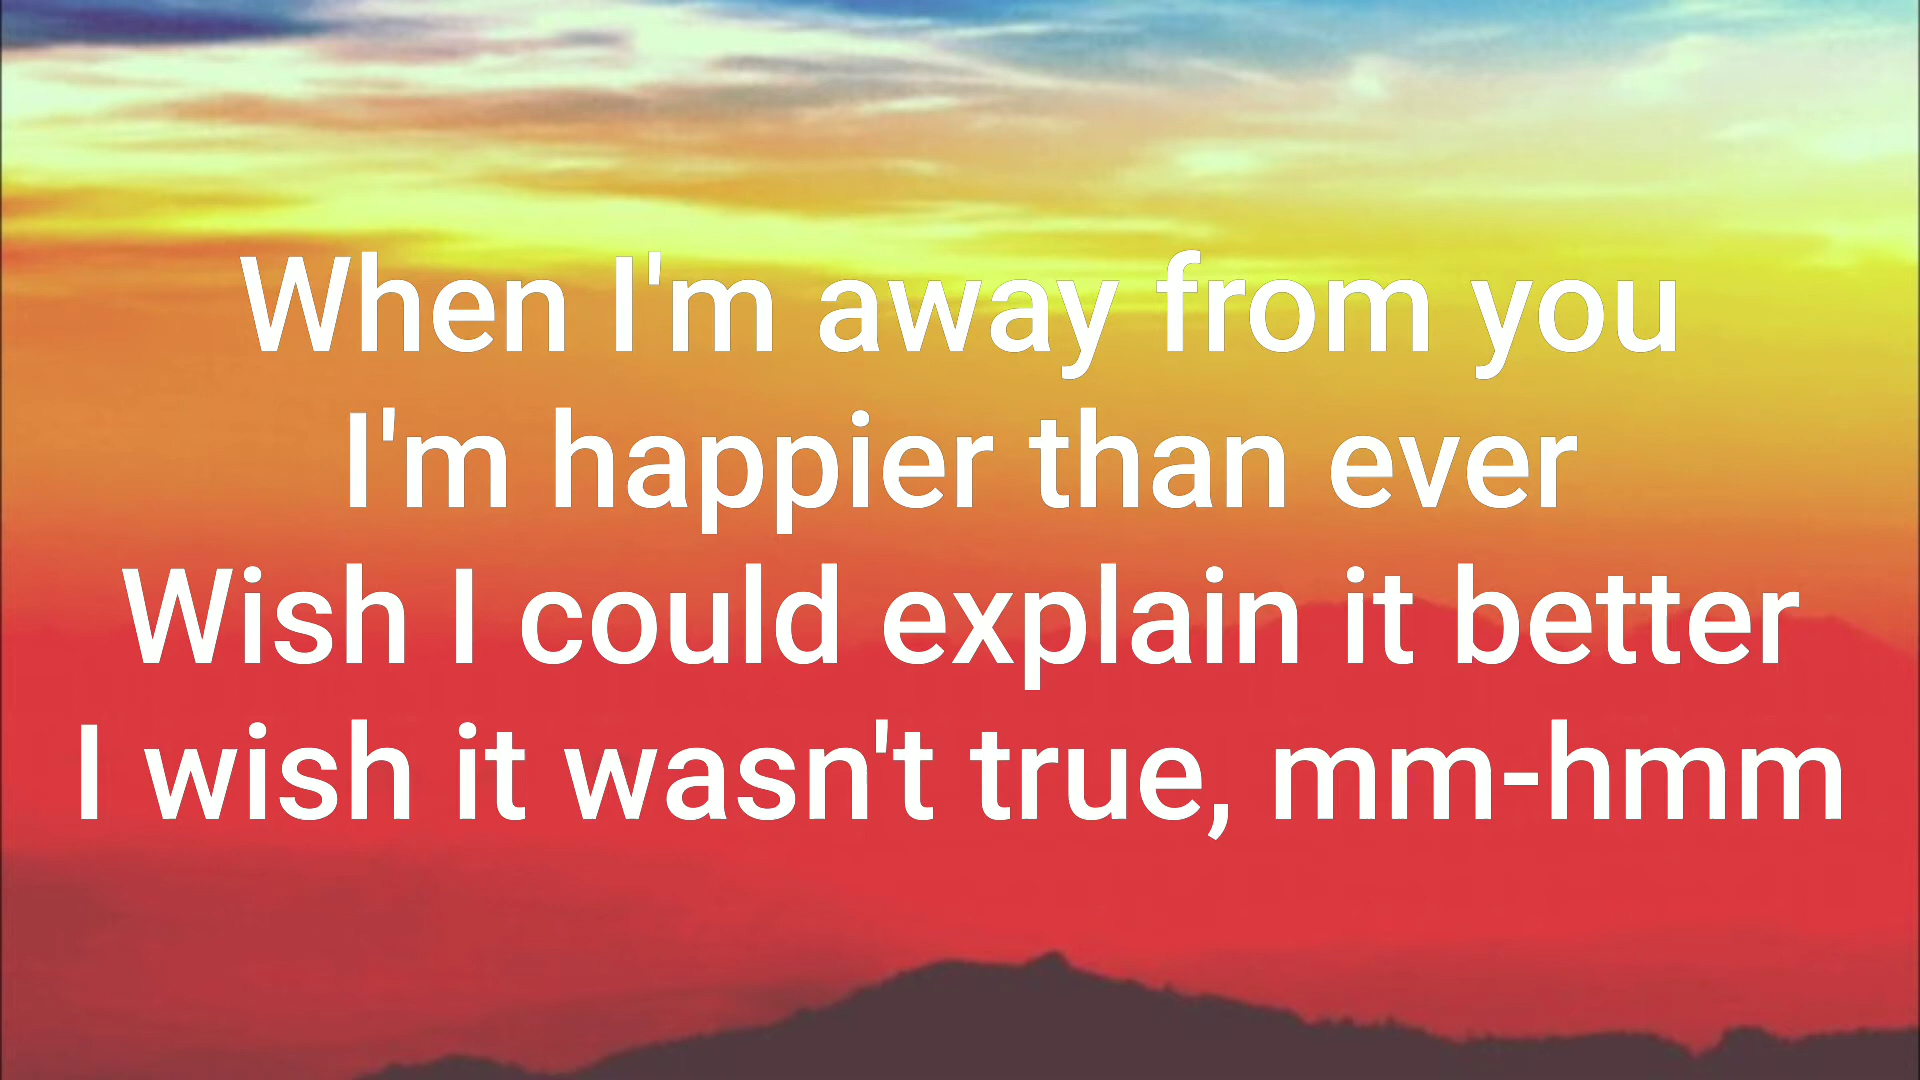 When I'm away from you
I'm happier than ever
Wish I could explain it better
I wish it wasn't true, mm-hmm